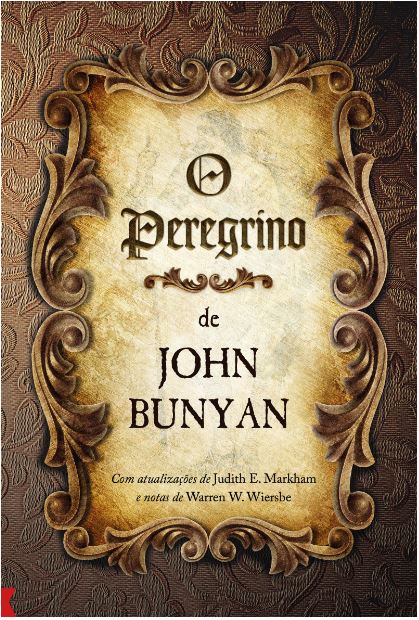 O
Peregrino
de
JOHN
BUNYAN
Com atualizações de Judith E. Markham
e notas de Warren W. Wiersbe